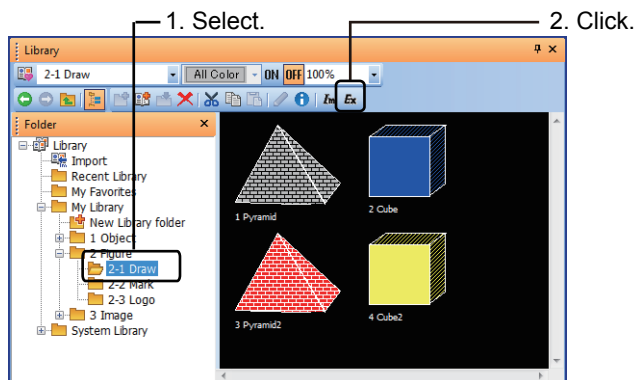 1. Select.
2. Click.
Library
2-1 Draw
All Color
ON OFF 100%
Im Ex
Folder
Library
Import
Recent Library
My Favorites
My Library
New Library folder
1 Object
2 Figure
2-1 Draw
2-2 Mark
2-3 Logo
3 Image
System Library
1 Pyramid
2 Cube
3 Pyramid2
4 Cube2